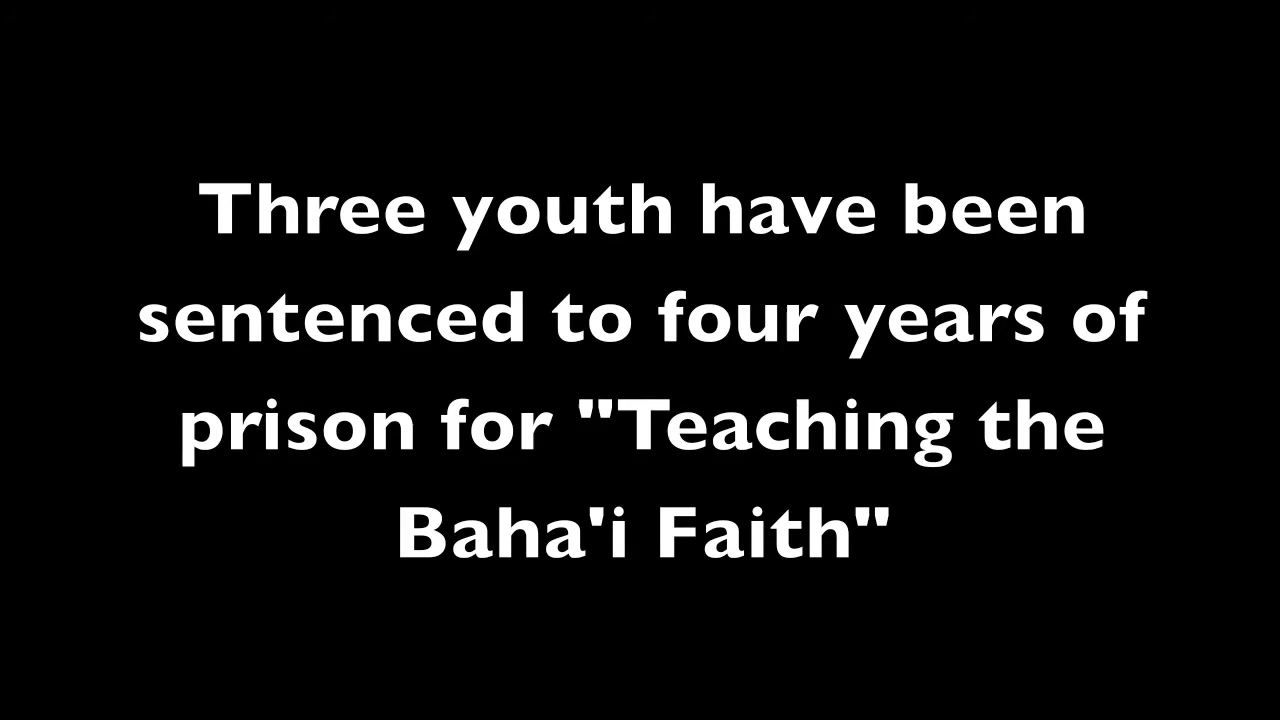 Three youth have been
sentenced to four years of
prison for "Teaching the
Baha'i Faith"